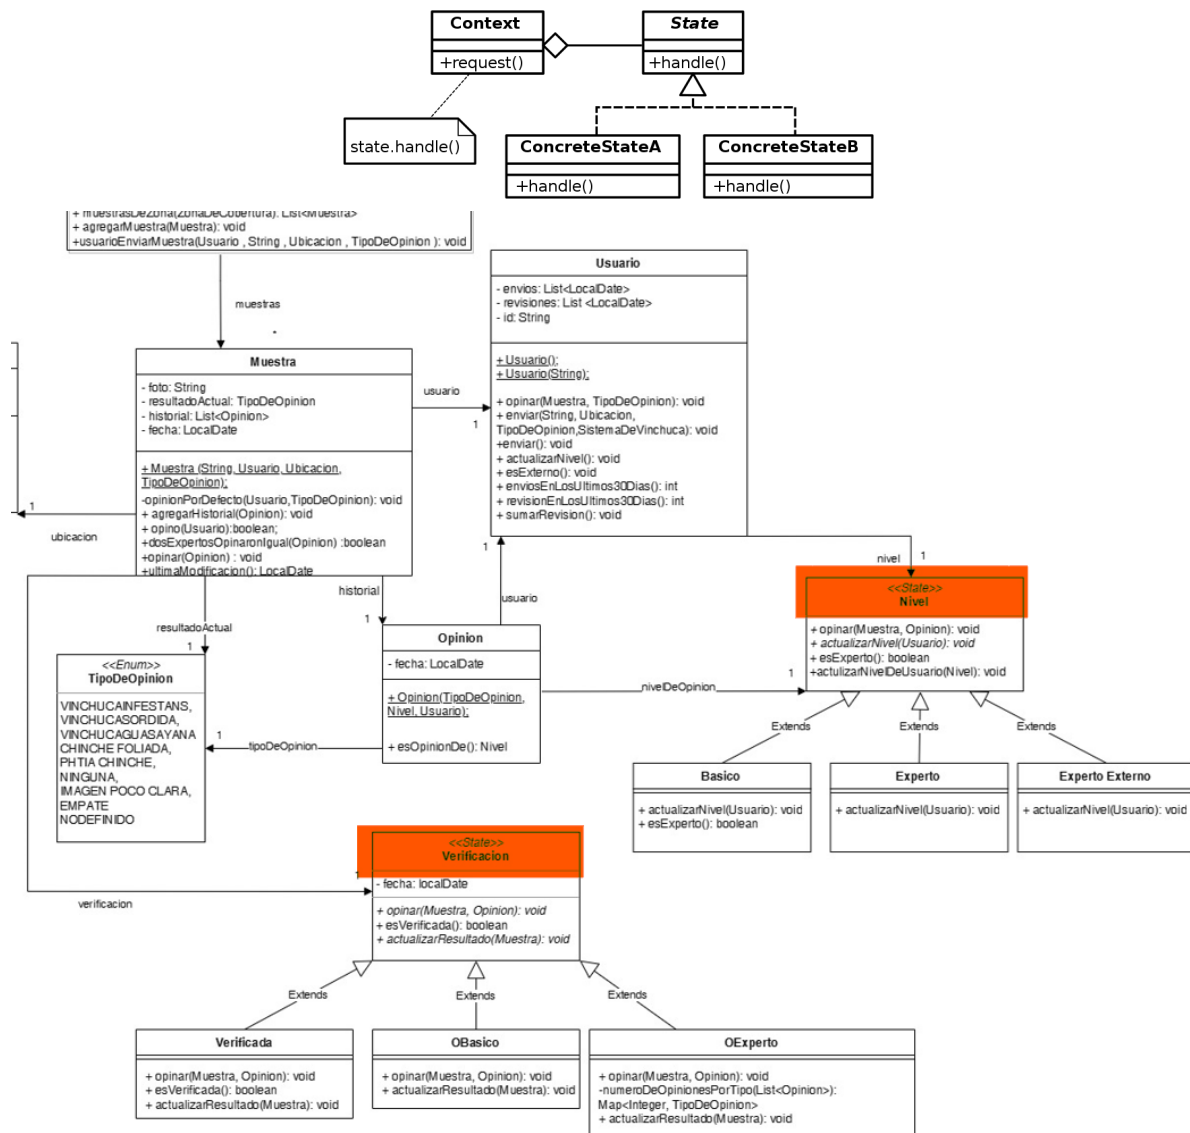 Context
+request()
State
+handle()
state.handle()
ConcreteStateA
+handle()
ConcreteStateB
+handle()
+ muestrasDeZona(ZonaDeCobertura): List<Muestra>
+ agregarMuestra(Muestra): void
+usuarioEnviarMuestra(Usuario , String , Ubicacion , TipoDeOpinion ): void
muestras
*
Muestra
- foto: String
- resultadoActual: TipoDeOpinion
- historial: List<Opinion>
- fecha: LocalDate
+ Muestra (String, Usuario, Ubicacion,
TipoDeOpinion);
-opinionPorDefecto(Usuario,TipoDeOpinion): void
+ agregarHistorial(Opinion): void
+ opino(Usuario):boolean;
+dosExpertosOpinaronIgual(Opinion) :boolean
+opinar(Opinion) : void
+ultimaModificacion(): LocalDate
usuario
1
Usuario
- envios: List<LocalDate>
- revisiones: List <LocalDate>
- id: String
+ Usuario();
+ Usuario(String);
+ opinar(Muestra, TipoDeOpinion): void
+ enviar(String, Ubicacion,
TipoDeOpinion,SistemaDeVinchuca): void
+enviar(): void
+ actualizarNivel(): void
+ esExterno(): void
+ enviosEnLosUltimos30Dias(): int
+ revisionEnLosUltimos30Dias(): int
+ sumarRevision(): void
1
ubicacion
nivel
1
<<State>>
Nivel
+ opinar(Muestra, Opinion): void
+ actualizarNivel(Usuario): void
+ esExperto(): boolean
+actulizarNivelDeUsuario(Nivel): void
1
usuario
historial
1
resultadoActual
1
Opinion
- fecha: LocalDate
+ Opinion(TipoDeOpinion,
Nivel, Usuario);
+ esOpinionDe(): Nivel
nivelDeOpinion
1
<<Enum>>
TipoDeOpinion
VINCHUCAINFESTANS,
VINCHUCASORDIDA,
VINCHUCAGUASAYANA
CHINCHE FOLIADA,
PHTIA CHINCHE,
NINGUNA,
IMAGEN POCO CLARA,
EMPATE
NODEFINIDO
1
tipoDeOpinion
Extends
Extends
Extends
Basico
+ actualizarNivel(Usuario): void
+ esExperto(): boolean
Experto
+ actualizarNivel(Usuario): void
Experto Externo
+ actualizarNivel(Usuario): void
<<State>>
Verificacion
- fecha: localDate
+ opinar(Muestra, Opinion): void
+ esVerificada(): boolean
+ actualizarResultado(Muestra): void
1
verificacion
Extends
Extends
Extends
Verificada
+ opinar(Muestra, Opinion): void
+ esVerificada(): boolean
+ actualizarResultado(Muestra): void
OBasico
+ opinar(Muestra, Opinion): void
+ actualizarResultado(Muestra): void
OExperto
+ opinar(Muestra, Opinion): void
-numeroDeOpinionesPorTipo(List<Opinion>):
Map<Integer, TipoDeOpinion>
+ actualizarResultado(Muestra): void